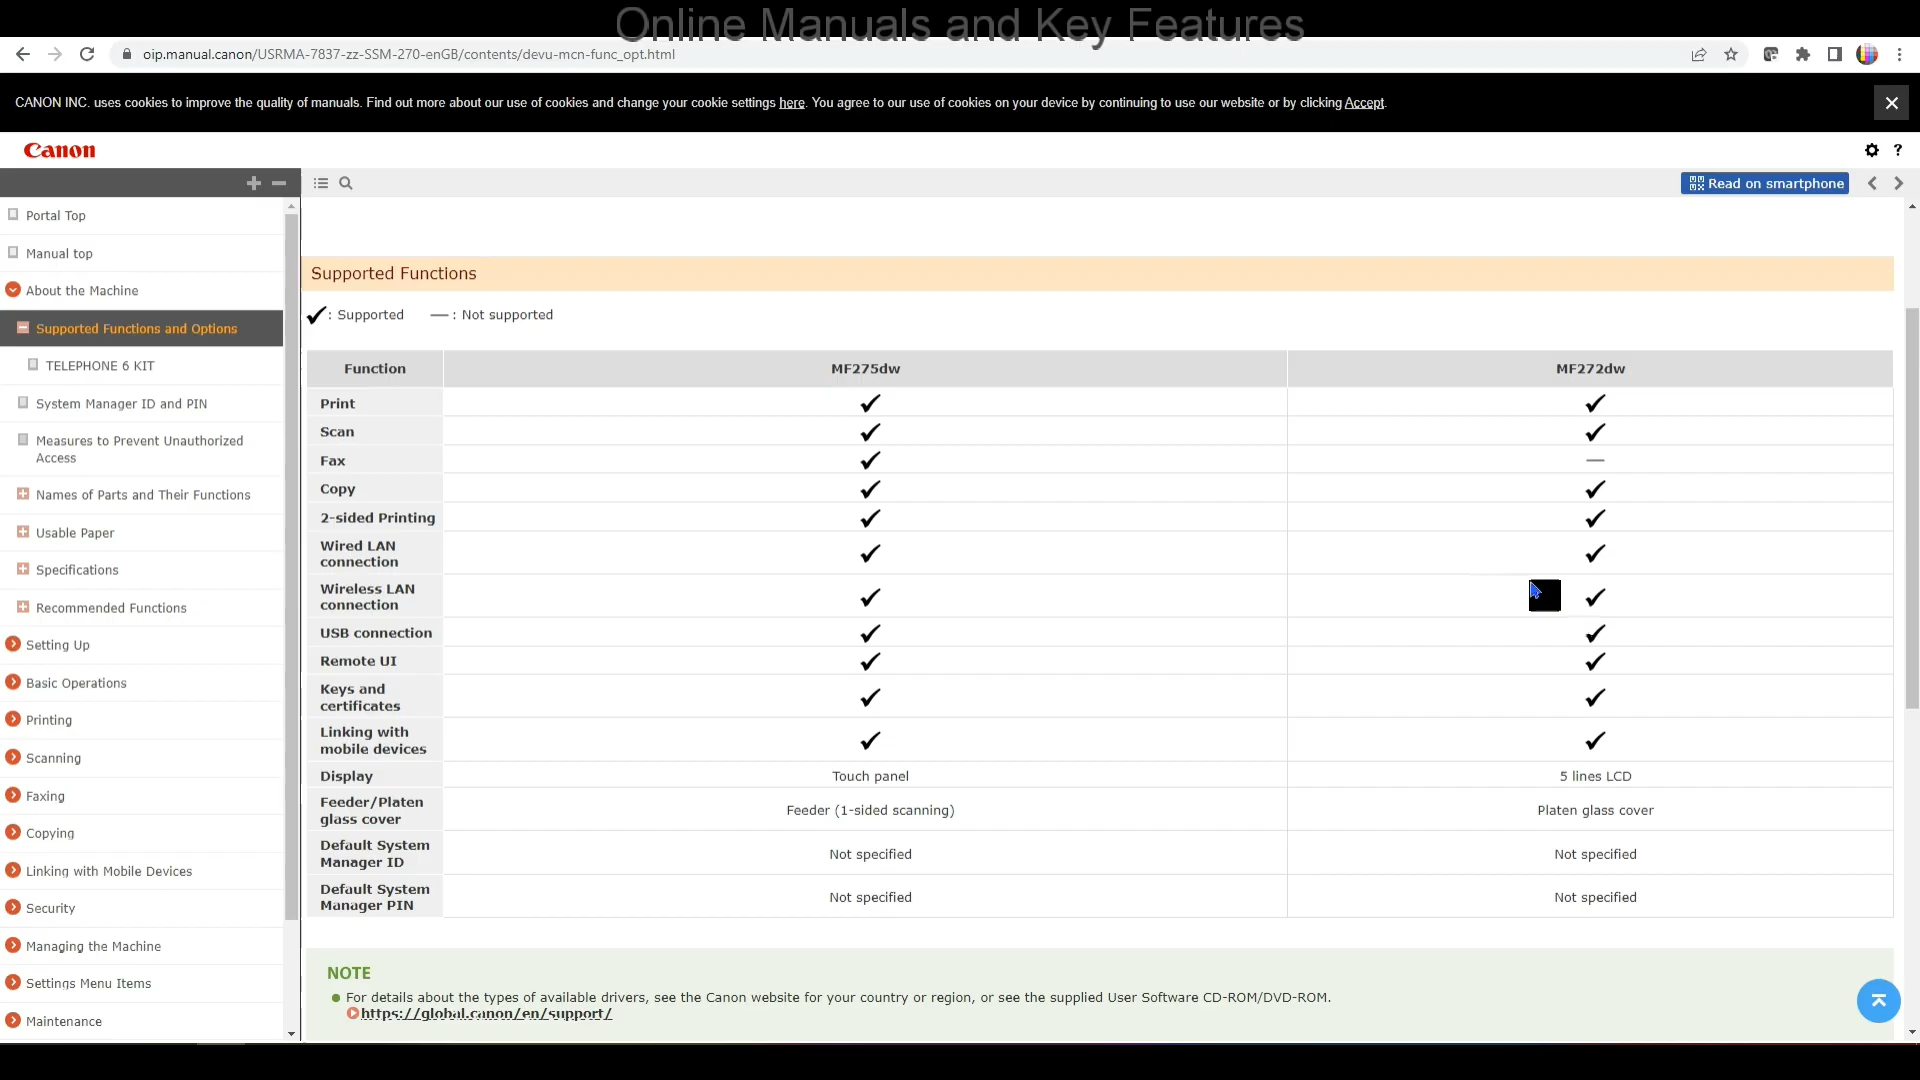 Online Manuals and Key Features
oip.manual.canon/USRMA-7837-zz-SSM-270-enGB/contents/devu-mcn-func_opt.html
CANON INC. uses cookies to improve the quality of manuals. Find out more about our use of cookies and change your cookie settings here. You agree to our use of cookies on your device by continuing to use our website or by clicking Accept.
Canon
?
Read on smartphone
Portal Top
Manual top
About the Machine
Supported Functions and Options
TELEPHONE 6 KIT
System Manager ID and PIN
Measures to Prevent Unauthorized
Access
Names of Parts and Their Functions
Usable Paper
Specifications
Recommended Functions
Setting Up
Basic Operations
Printing
Scanning
Faxing
Copying
Linking with Mobile Devices
Security
Managing the Machine
Settings Menu Items
Maintenance
Supported Functions
✔: Supported — : Not supported
Function MF275dw MF272dw
Print ✔ ✔
Scan ✔ ✔
Fax ✔ —
Copy ✔ ✔
2-sided Printing ✔ ✔
Wired LAN
connection ✔ ✔
Wireless LAN
connection ✔ ✔
USB connection ✔ ✔
Remote UI ✔ ✔
Keys and
certificates ✔ ✔
Linking with
mobile devices ✔ ✔
Display Touch panel 5 lines LCD
Feeder/Platen
glass cover Feeder (1-sided scanning) Platen glass cover
Default System
Manager ID Not specified Not specified
Default System
Manager PIN Not specified Not specified
NOTE
For details about the types of available drivers, see the Canon website for your country or region, or see the supplied User Software CD-ROM/DVD-ROM.
https://global.canon/en/support/